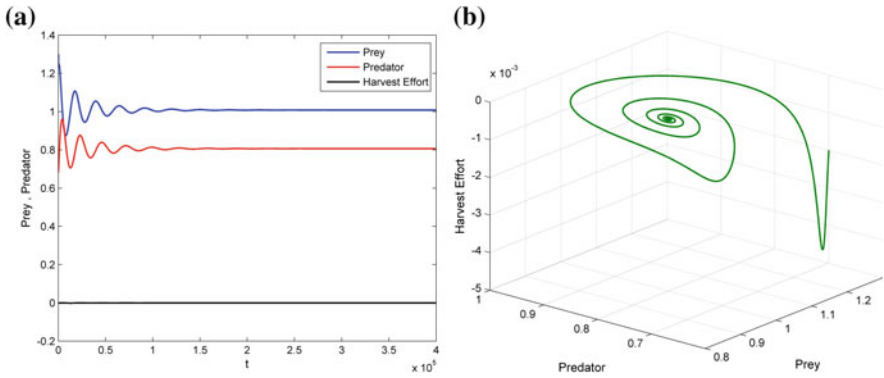 (a)
1.4
1.2
1
0.8
0.6
0.4
0.2
0
-0.2
Prey , Predator
Prey
Predator
Harvest Effort
0
0.5
1
1.5
2
2.5
3
3.5
4
t
x 10^5
(b)
x 10^-3
0
-1
-2
-3
-4
-5
Harvest Effort
1
0.9
0.8
0.7
Predator
0.8
0.9
1
1.1
1.2
Prey